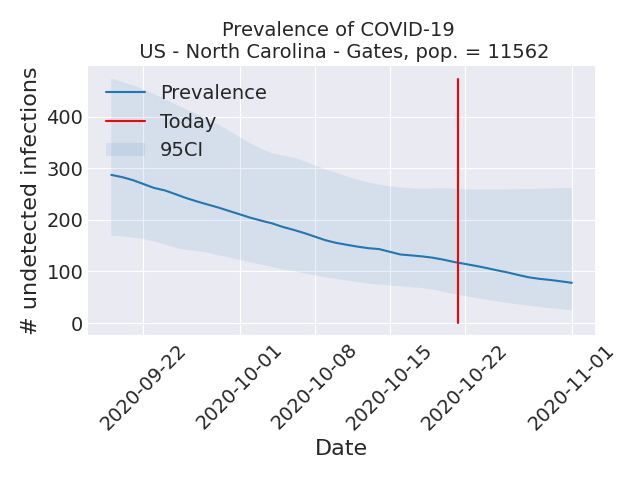 Prevalence of COVID-19
US - North Carolina - Gates, pop. = 11562
# undetected infections
400
300
200
100
0
Prevalence
Today
95CI
2020-09-22
2020-10-01
2020-10-08
2020-10-15
2020-10-22
2020-11-01
Date